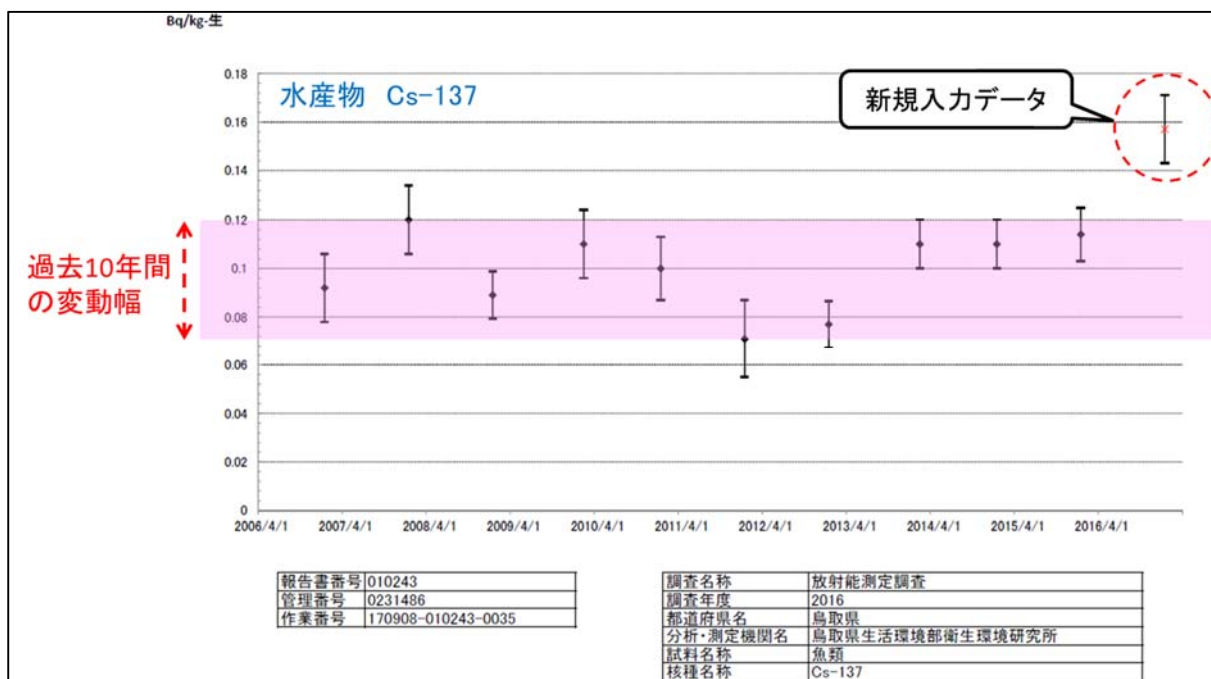 Bq/kg-生
水産物 Cs-137
新規入力データ
過去10年間
の変動幅
0.18
0.16
0.14
0.12
0.1
0.08
0.06
0.04
0.02
0
2006/4/1 2007/4/1 2008/4/1 2009/4/1 2010/4/1 2011/4/1 2012/4/1 2013/4/1 2014/4/1 2015/4/1 2016/4/1
報告書番号 010243
管理番号 0231486
作業番号 170908-010243-0035
調査名称 放射能測定調査
調査年度 2016
都道府県名 鳥取県
分析・測定機関名 鳥取県生活環境部衛生環境研究所
試料名称 魚類
核種名称 Cs-137